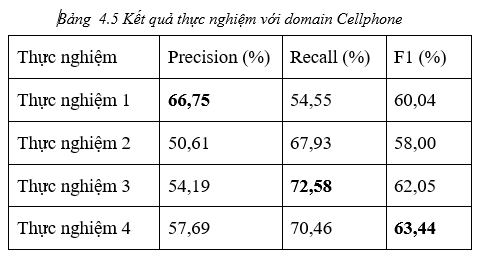 Bảng 4.5 Kết quả thực nghiệm với domain Cellphone
Thực nghiệm Precision (%) Recall (%) F1 (%)
Thực nghiệm 1 66,75 54,55 60,04
Thực nghiệm 2 50,61 67,93 58,00
Thực nghiệm 3 54,19 72,58 62,05
Thực nghiệm 4 57,69 70,46 63,44